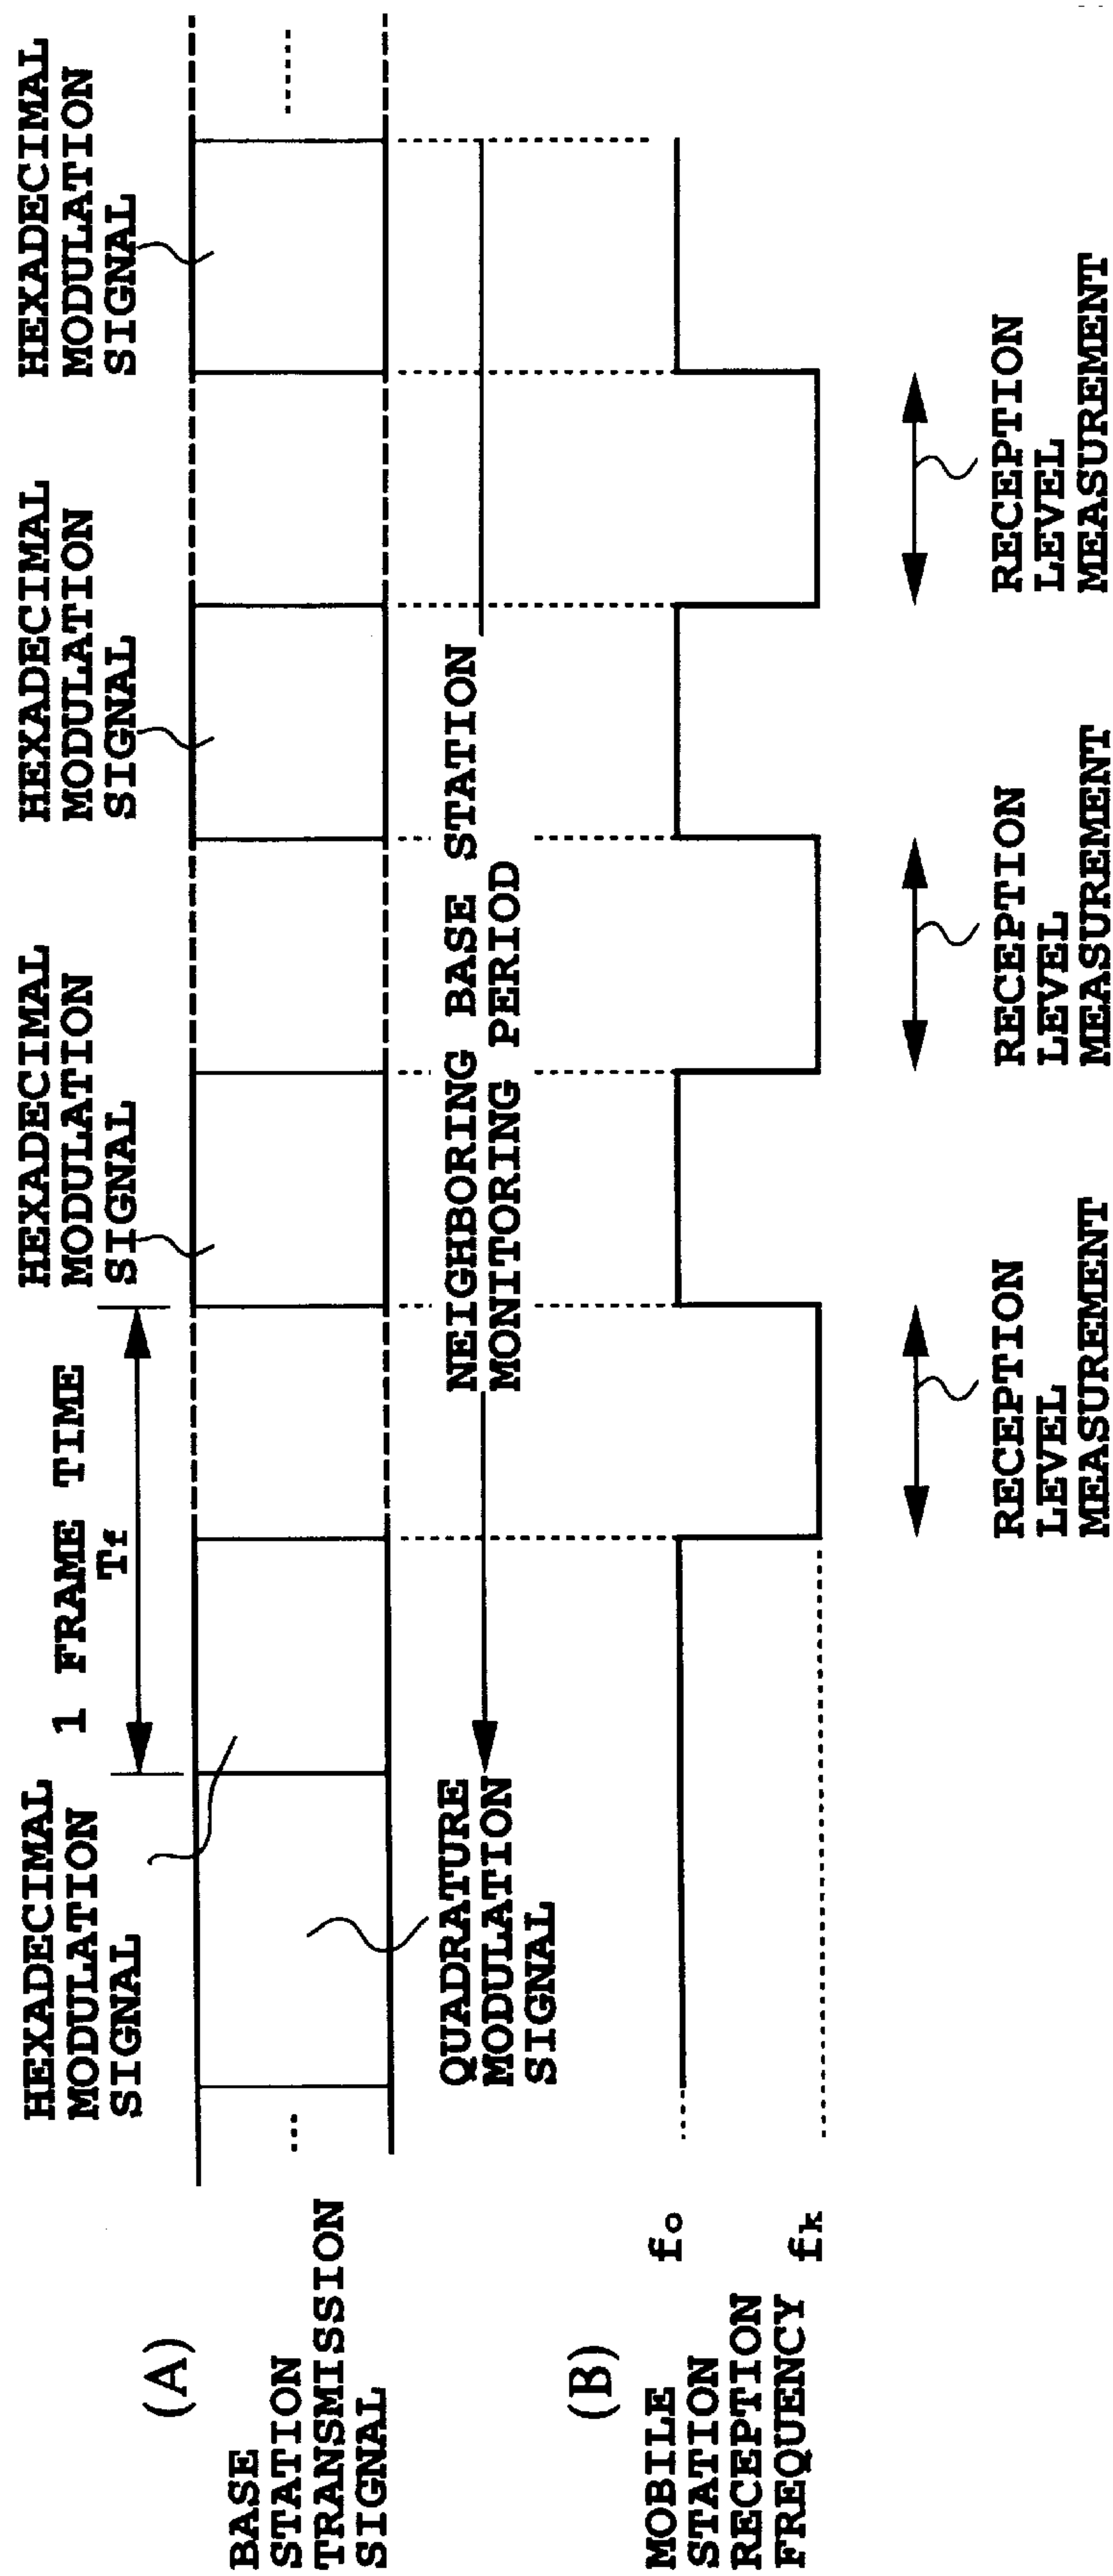 HEXADECIMAL
MODULATION
SIGNAL
1 FRAME TIME
Tf
HEXADECIMAL
MODULATION
SIGNAL
HEXADECIMAL
MODULATION
SIGNAL
HEXADECIMAL
MODULATION
SIGNAL
(A)
BASE
STATION
TRANSMISSION
SIGNAL
QUADRATURE
MODULATION
SIGNAL
NEIGHBORING BASE STATION
MONITORING PERIOD
(B)
MOBILE
STATION
RECEPTION
FREQUENCY
fo
fk
RECEPTION
LEVEL
MEASUREMENT
RECEPTION
LEVEL
MEASUREMENT
RECEPTION
LEVEL
MEASUREMENT